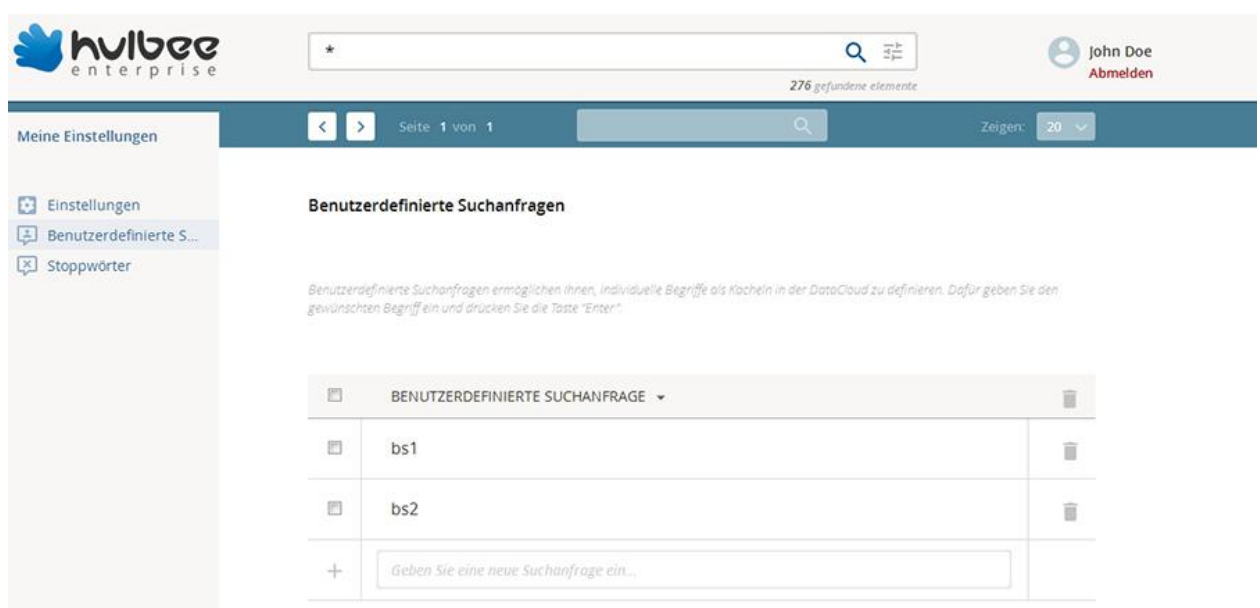 hulbee
enterprise
*
276 gefundene elemente
John Doe
Abmelden
Meine Einstellungen
Seite 1 von 1
Zeigen: 20
Einstellungen
Benutzerdefinierte S...
Stoppwörter
Benutzerdefinierte Suchanfragen
Benutzerdefinierte Suchanfragen ermöglichen Ihnen, individuelle Begriffe als Kacheln in der DataCloud zu definieren. Dafür geben Sie den
gewünschten Begriff ein und drücken Sie die Taste "Enter".
BENUTZERDEFINIERTE SUCHANFRAGE
bs1
bs2
Geben Sie eine neue Suchanfrage ein...